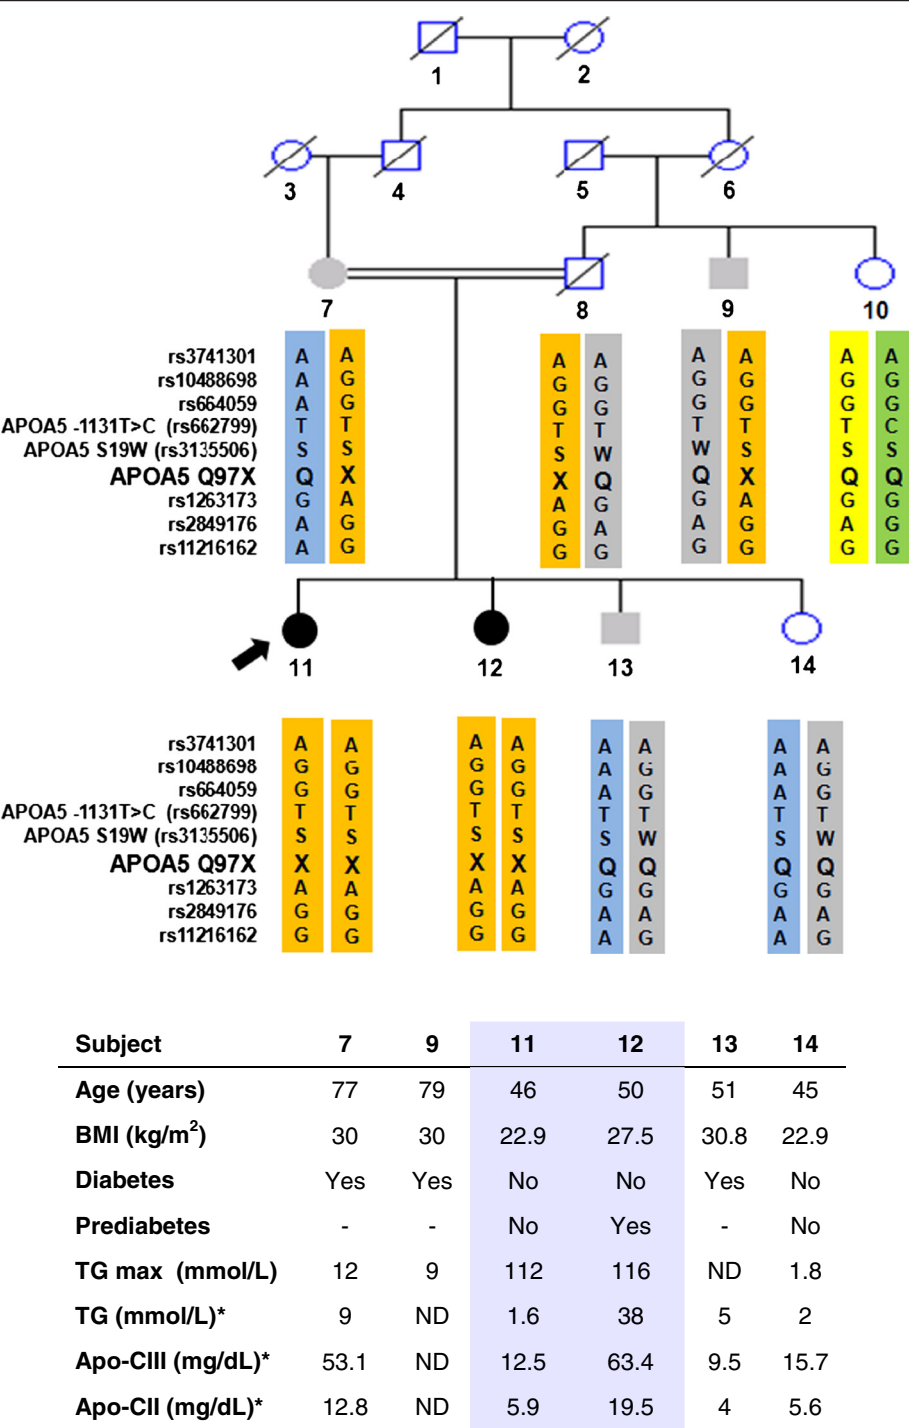 1 2
3 4 5 6
7 8 9 10
rs3741301 A A A A A A A A
rs10488698 A G G G G G G G
rs664059 A G G G G G G G
APOA5 -1131T>C (rs662799) T T T T T T T C
APOA5 S19W (rs3135506) S S S W W S S S
APOA5 Q97X Q X X Q Q X Q Q
rs1263173 G A A G G A G G
rs2849176 A G G A A G A G
rs11216162 A G G G G G G G
11 12 13 14
rs3741301 A A A A A A A A
rs10488698 G G G G A G A G
rs664059 G G G G A G A G
APOA5 -1131T>C (rs662799) T T T T T T T T
APOA5 S19W (rs3135506) S S S S S W S W
APOA5 Q97X X X X X Q Q Q Q
rs1263173 A A A A G G G G
rs2849176 G G G G A A A A
rs11216162 G G G G A G A G
Subject 7 9 11 12 13 14
Age (years) 77 79 46 50 51 45
BMI (kg/m2) 30 30 22.9 27.5 30.8 22.9
Diabetes Yes Yes No No Yes No
Prediabetes - - No Yes - No
TG max (mmol/L) 12 9 112 116 ND 1.8
TG (mmol/L)* 9 ND 1.6 38 5 2
Apo-CIII (mg/dL)* 53.1 ND 12.5 63.4 9.5 15.7
Apo-CII (mg/dL)* 12.8 ND 5.9 19.5 4 5.6